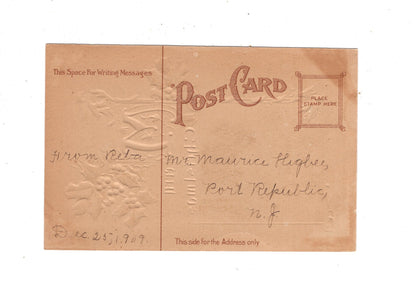 This Space For Writing Messages
POST CARD
PLACE
STAMP HERE
From Reba
Mr. Maurice Higbee,
Port Republic,
N. J
Dec 25, 1909.
This side for the Address only